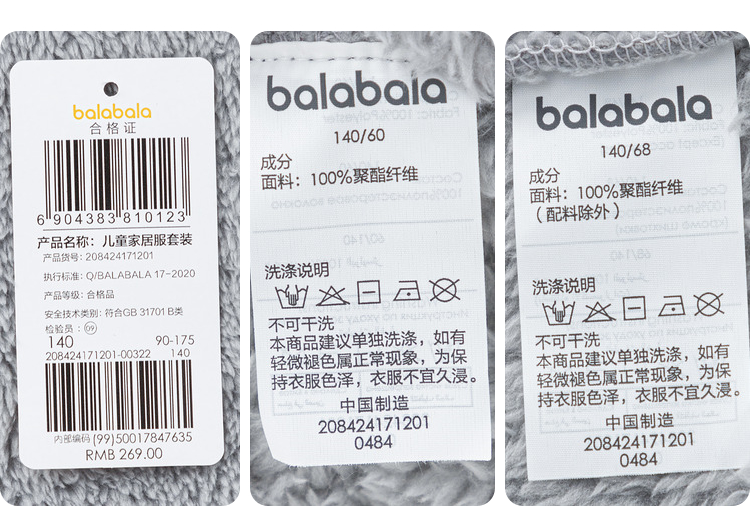 balabala
合格证
6 904383 810123
产品名称：儿童家居服套装
产品货号：208424171201
执行标准：Q/BALABALA 17-2020
产品等级：合格品
安全技术类别：符合GB 31701 B类
检验员：09
140 90-175
208424171201-00322 140
内部编码 (99)50017847635
RMB 269.00
balabala
140/60
成分
面料：100%聚酯纤维
洗涤说明
不可干洗
本商品建议单独洗涤，如有
轻微褪色属正常现象，为保
持衣服色泽，衣服不宜久浸。
中国制造
208424171201
0484
balabala
140/68
成分
面料：100%聚酯纤维
（配料除外）
洗涤说明
不可干洗
本商品建议单独洗涤，如有
轻微褪色属正常现象，为保
持衣服色泽，衣服不宜久浸。
中国制造
208424171201
0484